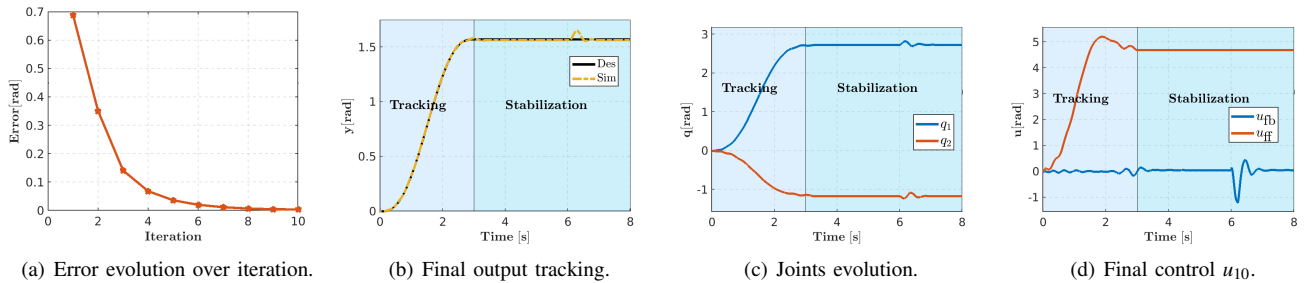 0.7
0.6
0.5
0.4
0.3
0.2
0.1
0
0 2 4 6 8 10
Error[rad]
Iteration
(a) Error evolution over iteration.
1.5
1
0.5
0
0 2 4 6 8
y[rad]
Time [s]
Tracking
Stabilization
Des
Sim
(b) Final output tracking.
3
2
1
0
-1
0 2 4 6 8
q[rad]
Time [s]
Tracking
Stabilization
q1
q2
(c) Joints evolution.
5
4
3
2
1
0
-1
0 2 4 6 8
u[rad]
Time [s]
Tracking
Stabilization
ufb
uff
(d) Final control u10.